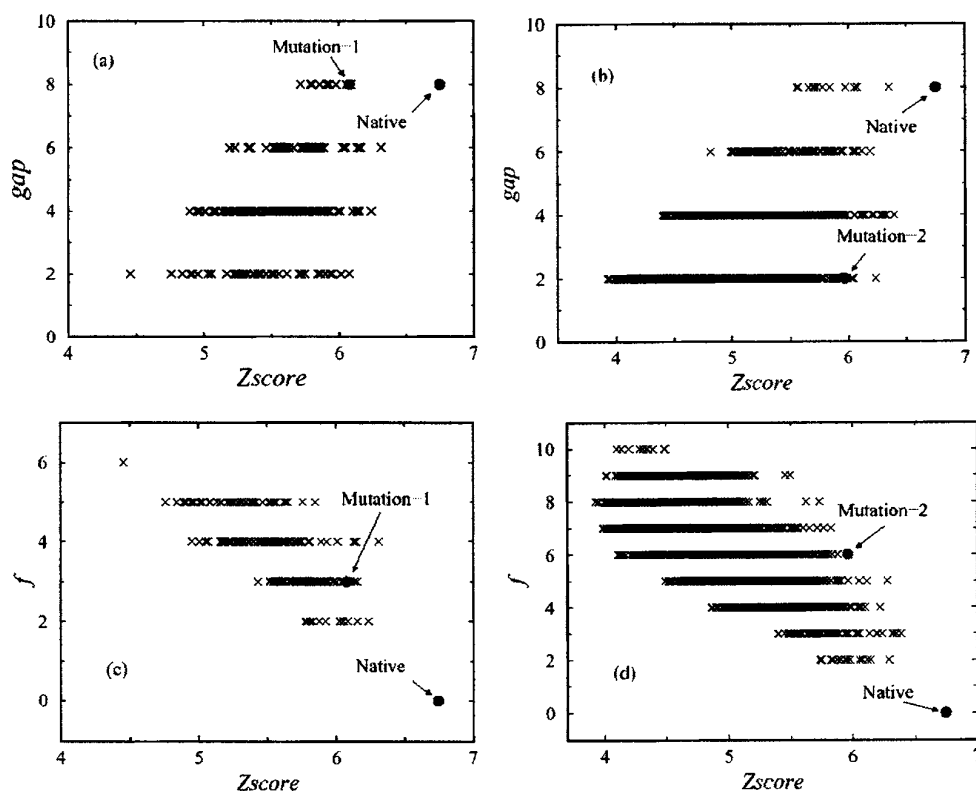 (a)
Mutation-1
Native
gap
10
8
6
4
2
0
4 5 6 7
Zscore
(b)
Native
Mutation-2
gap
10
8
6
4
2
0
4 5 6 7
Zscore
(c)
Mutation-1
Native
f
6
4
2
0
4 5 6 7
Zscore
(d)
Mutation-2
Native
f
10
8
6
4
2
0
4 5 6 7
Zscore